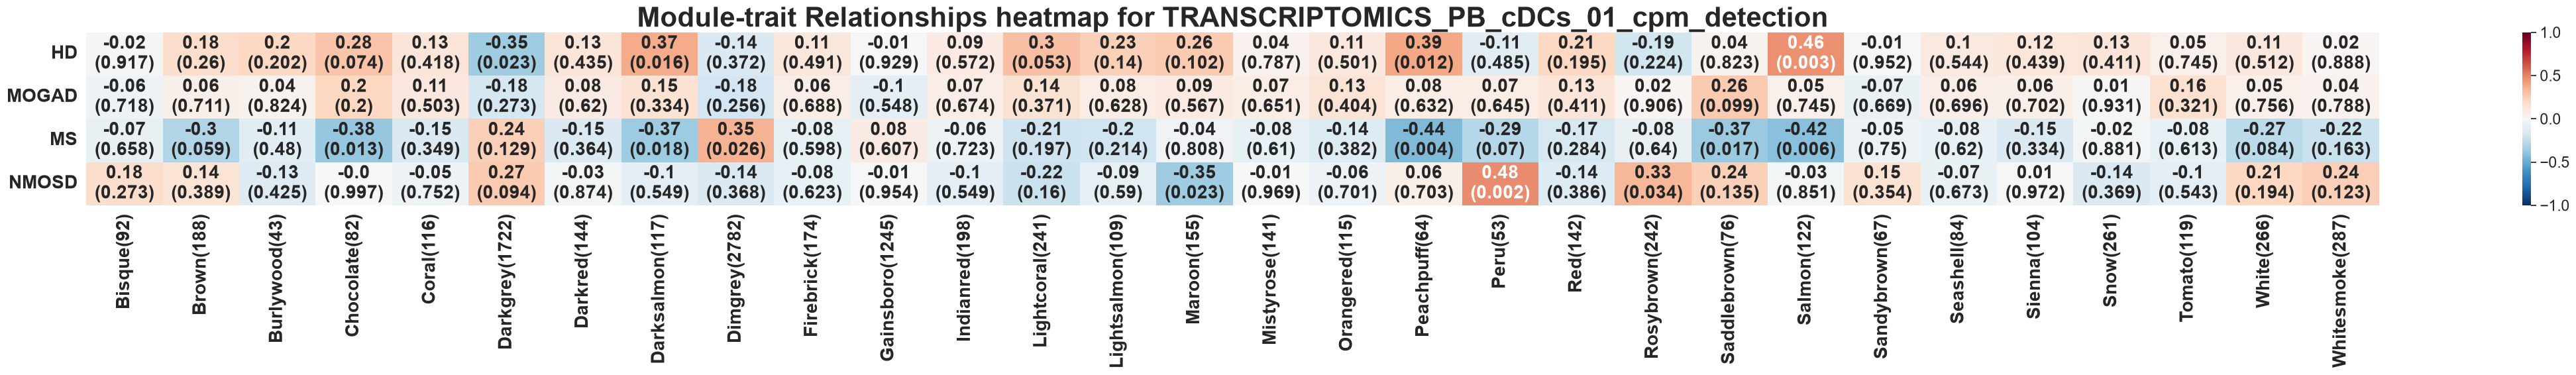 Module-trait Relationships heatmap for TRANSCRIPTOMICS_PB_cDCs_01_cpm_detection
HD -0.02 0.18 0.2 0.28 0.13 -0.35 0.13 0.37 -0.14 0.11 -0.01 0.09 0.3 0.23 0.26 0.04 0.11 0.39 -0.11 0.21 -0.19 0.04 0.46 -0.01 0.1 0.12 0.13 0.05 0.11 0.02
(0.917) (0.26) (0.202) (0.074) (0.418) (0.023) (0.435) (0.016) (0.372) (0.491) (0.929) (0.572) (0.053) (0.14) (0.102) (0.787) (0.501) (0.012) (0.485) (0.195) (0.224) (0.823) (0.003) (0.952) (0.544) (0.439) (0.411) (0.745) (0.512) (0.888)
MOGAD -0.06 0.06 0.04 0.2 0.11 -0.18 0.08 0.15 -0.18 0.06 -0.1 0.07 0.14 0.08 0.09 0.07 0.13 0.08 0.07 0.13 0.02 0.26 0.05 -0.07 0.06 0.06 0.01 0.16 0.05 0.04
(0.718) (0.711) (0.824) (0.2) (0.503) (0.273) (0.62) (0.334) (0.256) (0.688) (0.548) (0.674) (0.371) (0.628) (0.567) (0.651) (0.404) (0.632) (0.645) (0.411) (0.906) (0.099) (0.745) (0.669) (0.696) (0.702) (0.931) (0.321) (0.756) (0.788)
MS -0.07 -0.3 -0.11 -0.38 -0.15 0.24 -0.15 -0.37 0.35 -0.08 0.08 -0.06 -0.21 -0.2 -0.04 -0.08 -0.14 -0.44 -0.29 -0.17 -0.08 -0.37 -0.42 -0.05 -0.08 -0.15 -0.02 -0.08 -0.27 -0.22
(0.658) (0.059) (0.48) (0.013) (0.349) (0.129) (0.364) (0.018) (0.026) (0.598) (0.607) (0.723) (0.197) (0.214) (0.808) (0.61) (0.382) (0.004) (0.07) (0.284) (0.64) (0.017) (0.006) (0.75) (0.62) (0.334) (0.881) (0.613) (0.084) (0.163)
NMOSD 0.18 0.14 -0.13 -0.0 -0.05 0.27 -0.03 -0.1 -0.14 -0.08 -0.01 -0.1 -0.22 -0.09 -0.35 -0.01 -0.06 0.06 0.48 -0.14 0.33 0.24 -0.03 0.15 -0.07 0.01 -0.14 -0.1 0.21 0.24
(0.273) (0.389) (0.425) (0.997) (0.752) (0.094) (0.874) (0.549) (0.368) (0.623) (0.954) (0.549) (0.16) (0.59) (0.023) (0.969) (0.701) (0.703) (0.002) (0.386) (0.034) (0.135) (0.851) (0.354) (0.673) (0.972) (0.369) (0.543) (0.194) (0.123)
Bisque(92)
Brown(188)
Burlywood(43)
Chocolate(82)
Coral(116)
Darkgrey(1722)
Darkred(144)
Darksalmon(117)
Dimgrey(2782)
Firebrick(174)
Gainsboro(1245)
Indianred(198)
Lightcoral(241)
Lightsalmon(109)
Maroon(155)
Mistyrose(141)
Orangered(115)
Peachpuff(64)
Peru(53)
Red(142)
Rosybrown(242)
Saddlebrown(76)
Salmon(122)
Sandybrown(67)
Seashell(84)
Sienna(104)
Snow(261)
Tomato(119)
White(266)
Whitesmoke(287)
1.0
0.5
0.0
−0.5
−1.0